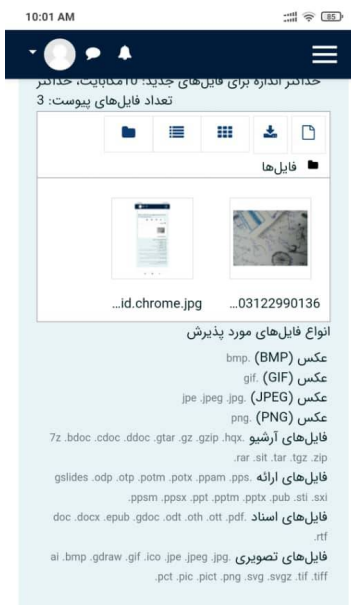 10:01 AM
85
حداکثر اندازه برای فایل‌های جدید: 10مگابایت، حداکثر
تعداد فایل‌های پیوست: 3
فایل‌ها
...03122990136
...id.chrome.jpg
انواع فایل‌های مورد پذیرش
عکس (BMP) .bmp
عکس (GIF) .gif
عکس (JPEG) .jpe .jpeg .jpg
عکس (PNG) .png
فایل‌های آرشیو .7z .bdoc .cdoc .ddoc .gtar .gz .gzip .hqx
.rar .sit .tar .tgz .zip
فایل‌های ارائه .gslides .odp .otp .potm .potx .ppam .pps
.ppsm .ppsx .ppt .pptm .pptx .pub .sti .sxi
فایل‌های اسناد .doc .docx .epub .gdoc .odt .oth .ott .pdf
.rtf
فایل‌های تصویری .ai .bmp .gdraw .gif .ico .jpe .jpeg .jpg
.pct .pic .pict .png .svg .svgz .tif .tiff